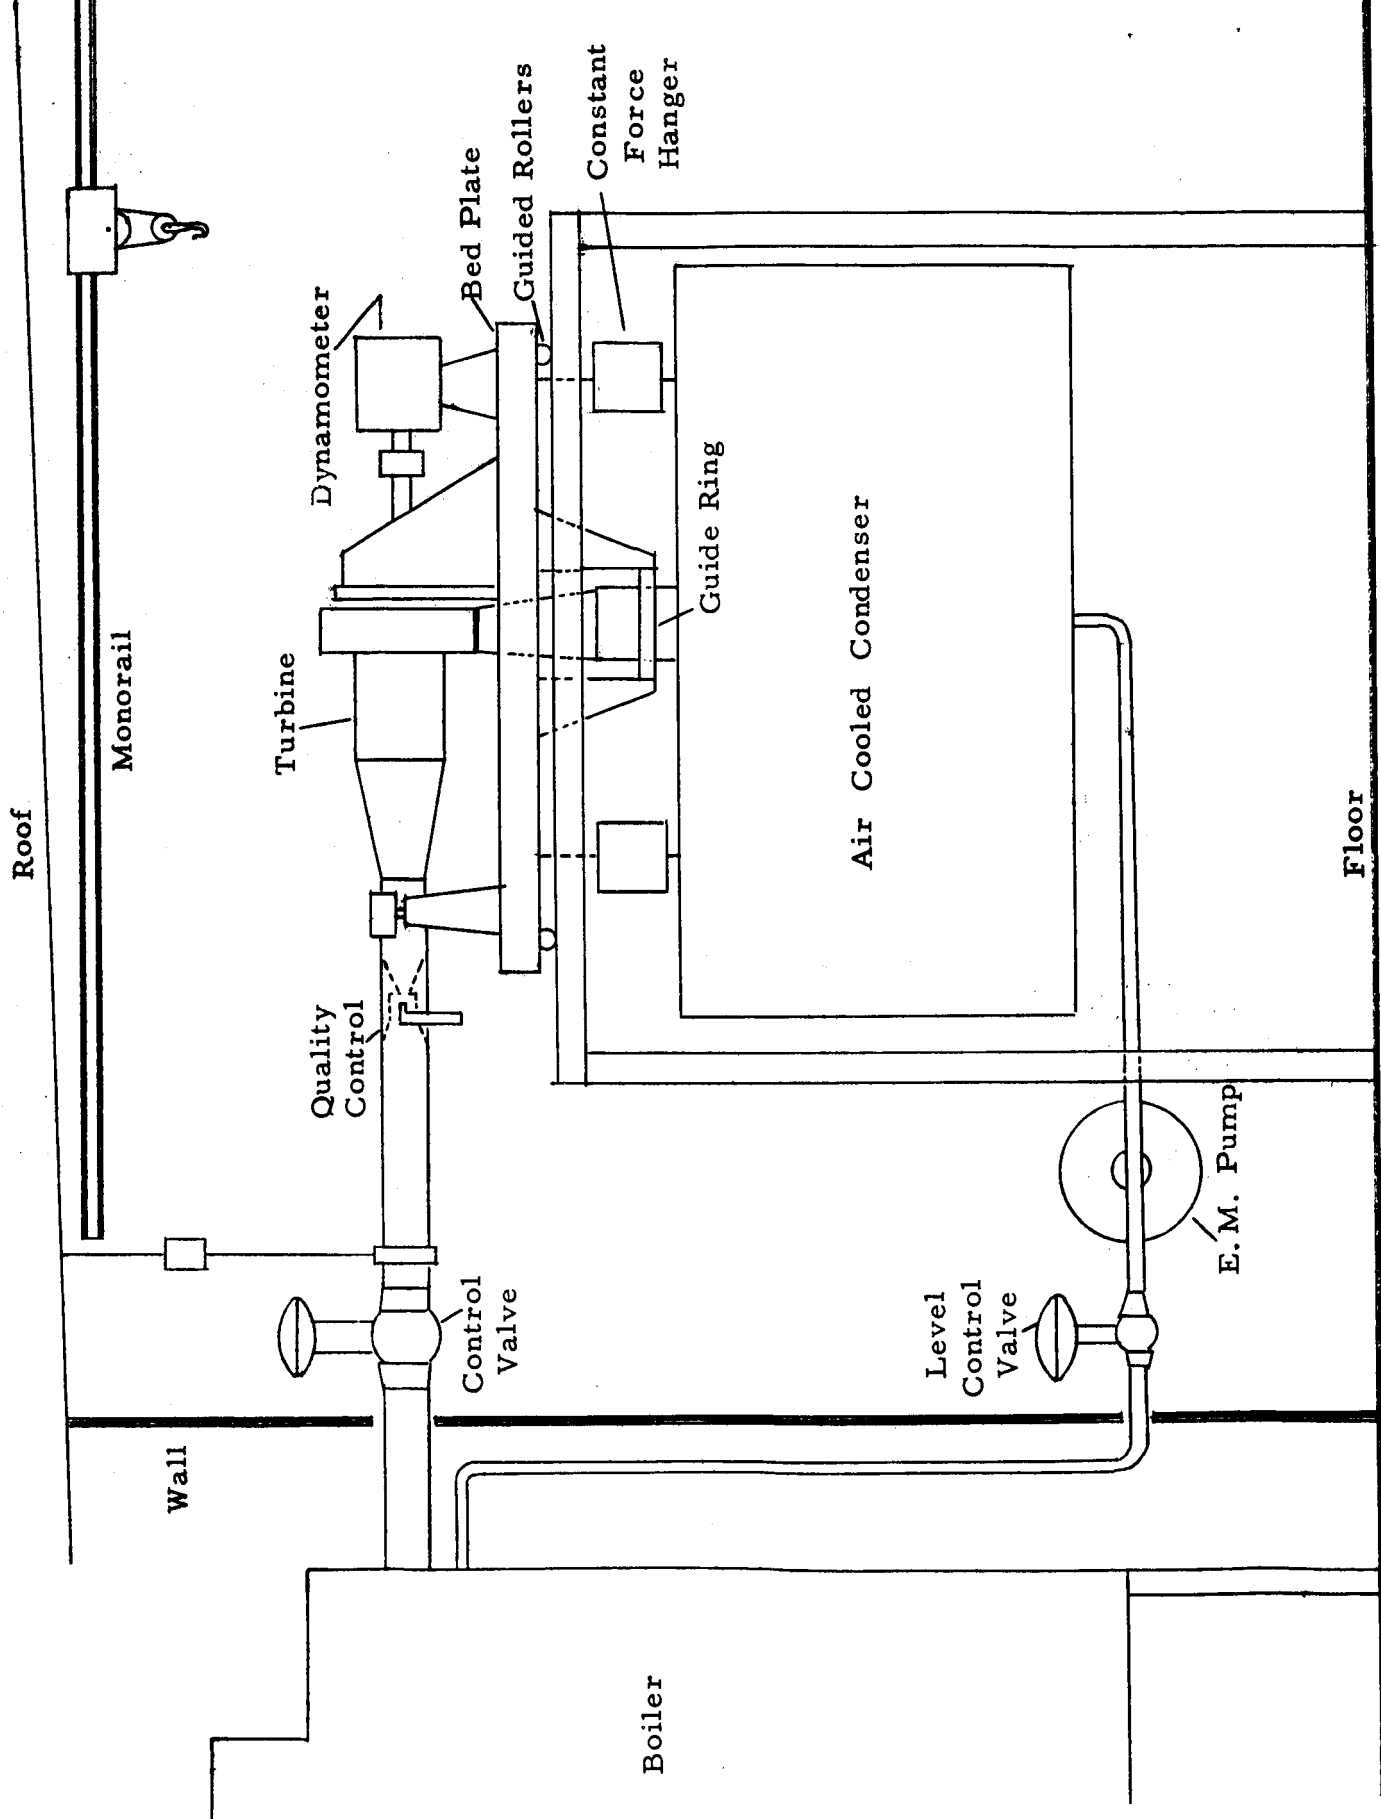 Roof
Monorail
Wall
Dynamometer
Turbine
Quality
Control
Bed Plate
Guided Rollers
Constant
Force
Hanger
Control
Valve
Guide Ring
Boiler
Air Cooled Condenser
Level
Control
Valve
E. M. Pump
Floor